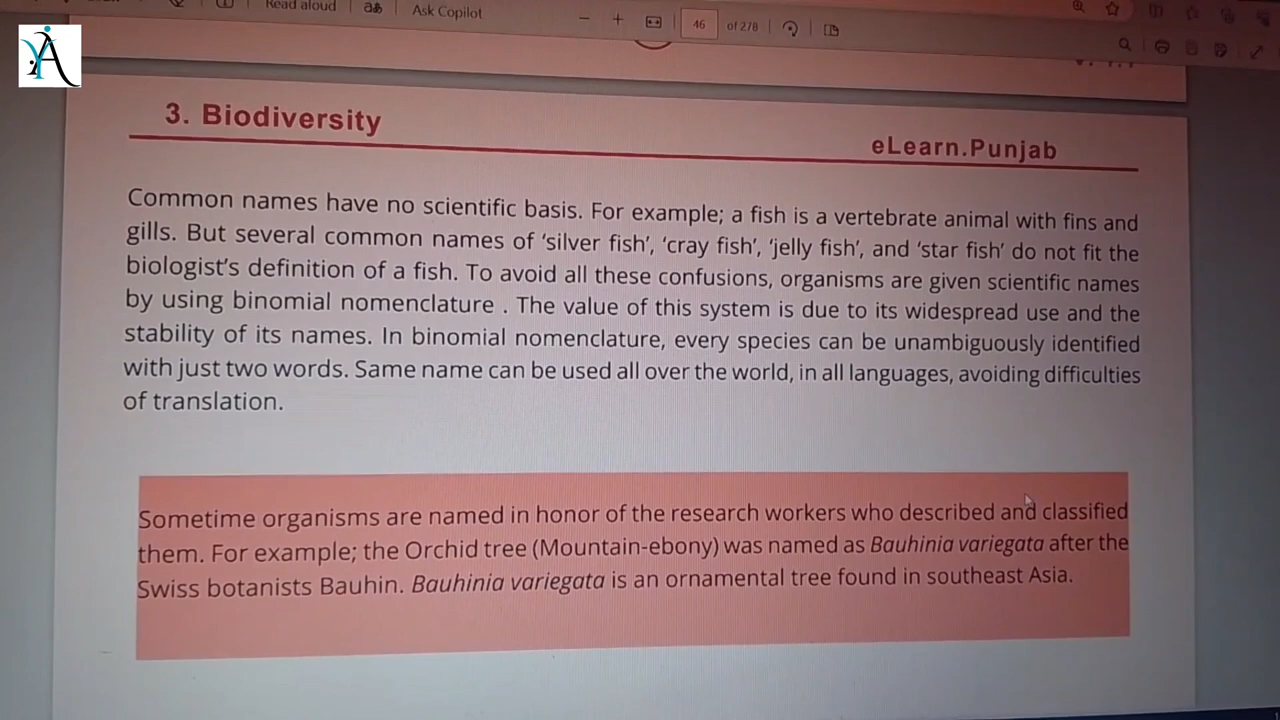 Read aloud
Ask Copilot
46 of 278
3. Biodiversity
eLearn.Punjab
Common names have no scientific basis. For example; a fish is a vertebrate animal with fins and
gills. But several common names of ‘silver fish’, ‘cray fish’, ‘jelly fish’, and ‘star fish’ do not fit the
biologist’s definition of a fish. To avoid all these confusions, organisms are given scientific names
by using binomial nomenclature . The value of this system is due to its widespread use and the
stability of its names. In binomial nomenclature, every species can be unambiguously identified
with just two words. Same name can be used all over the world, in all languages, avoiding difficulties
of translation.
Sometime organisms are named in honor of the research workers who described and classified
them. For example; the Orchid tree (Mountain-ebony) was named as Bauhinia variegata after the
Swiss botanists Bauhin. Bauhinia variegata is an ornamental tree found in southeast Asia.